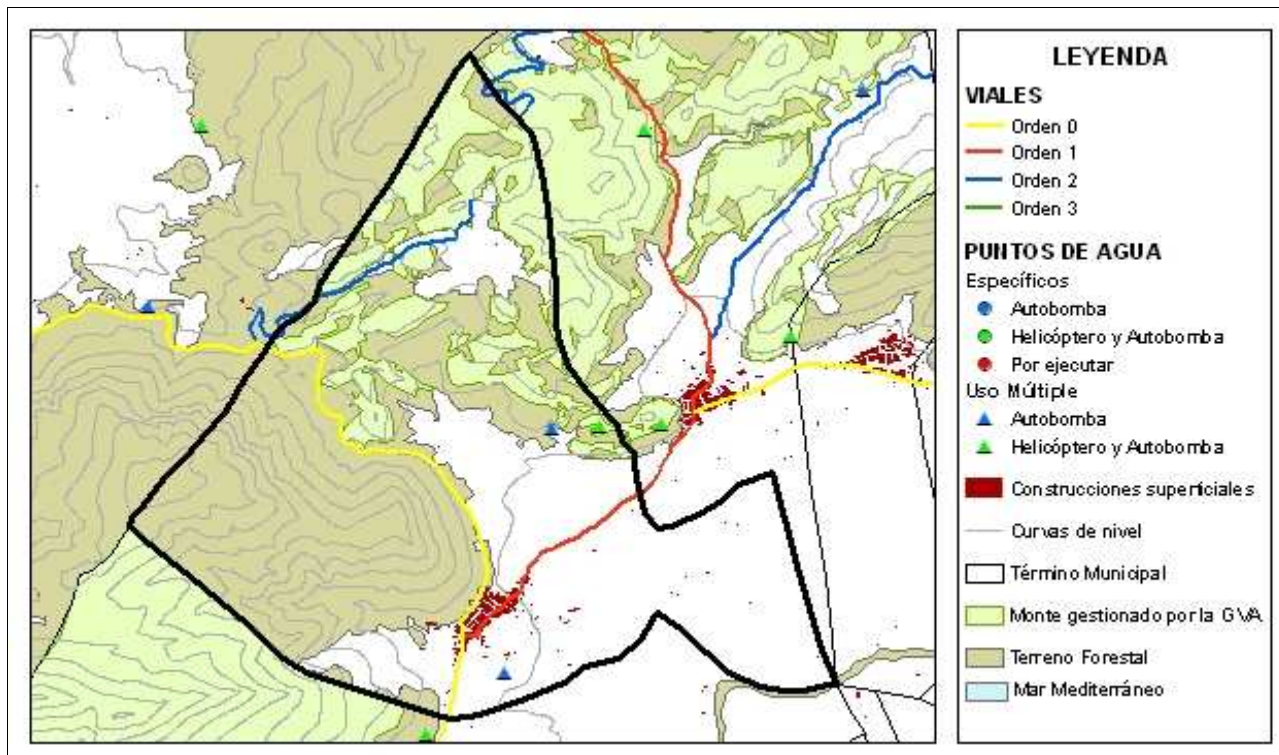 LEYENDA
VIALES
Orden 0
Orden 1
Orden 2
Orden 3
PUNTOS DE AGUA
Específicos
Autobomba
Helicóptero y Autobomba
Por ejecutar
Uso Múltiple
Autobomba
Helicóptero y Autobomba
Construcciones superficiales
Curvas de nivel
Término Municipal
Monte gestionado por la GVA
Terreno Forestal
Mar Mediterráneo